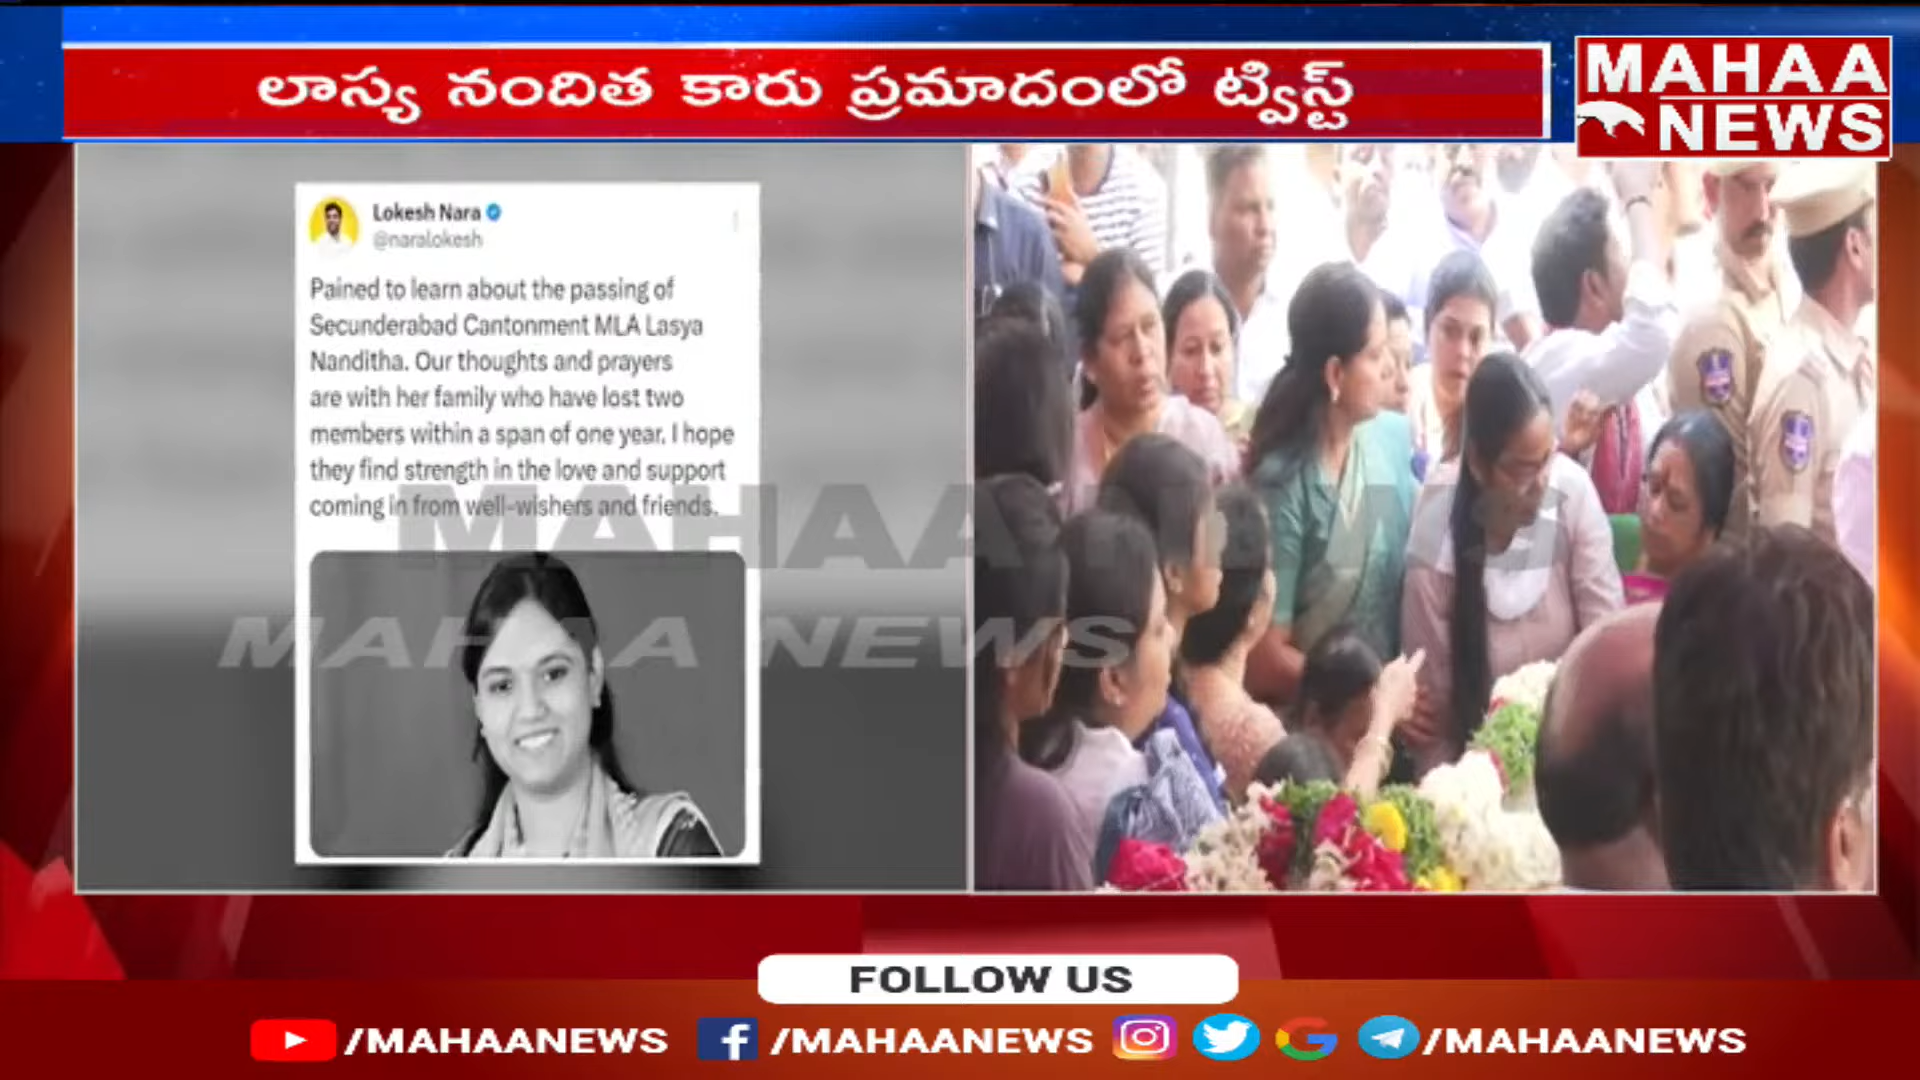 లాస్య నందిత కారు ప్రమాదంలో ట్విస్ట్
MAHAA
NEWS
Lokesh Nara
@naralokesh
Pained to learn about the passing of
Secunderabad Cantonment MLA Lasya
Nanditha. Our thoughts and prayers
are with her family who have lost two
members within a span of one year. I hope
they find strength in the love and support
coming in from well-wishers and friends.
MAHAA NEWS
MAHAA NEWS
FOLLOW US
/MAHAANEWS /MAHAANEWS /MAHAANEWS